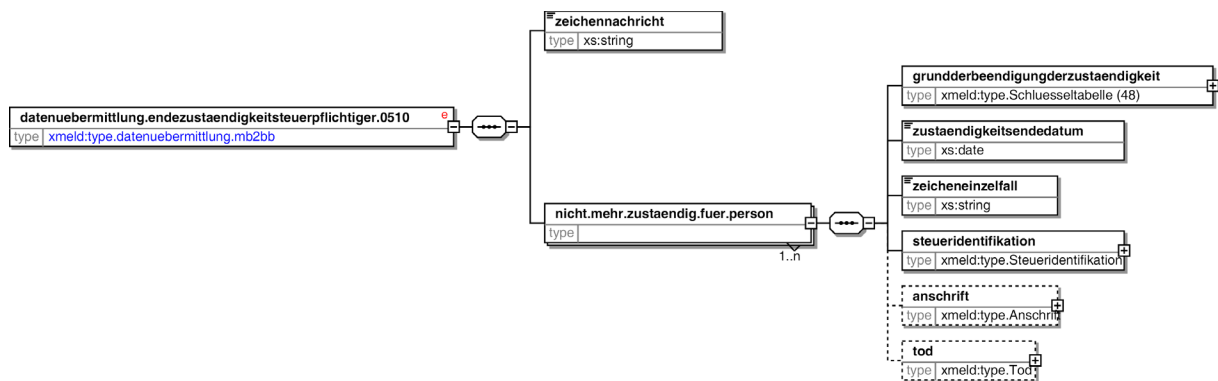 zeichennachricht
type xs:string
grundderbeendigungderzustaendigkeit
type xmeld:type.Schluesseltabelle (48)
datenuebermittlung.endezustaendigkeitsteuerpflichtiger.0510 e
type xmeld:type.datenuebermittlung.mb2bb
zustaendigkeitsendedatum
type xs:date
zeicheneinzelfall
type xs:string
nicht.mehr.zustaendig.fuer.person
type
1..n
steueridentifikation
type xmeld:type.Steueridentifikation
anschrift
type xmeld:type.Anschrift
tod
type xmeld:type.Tod